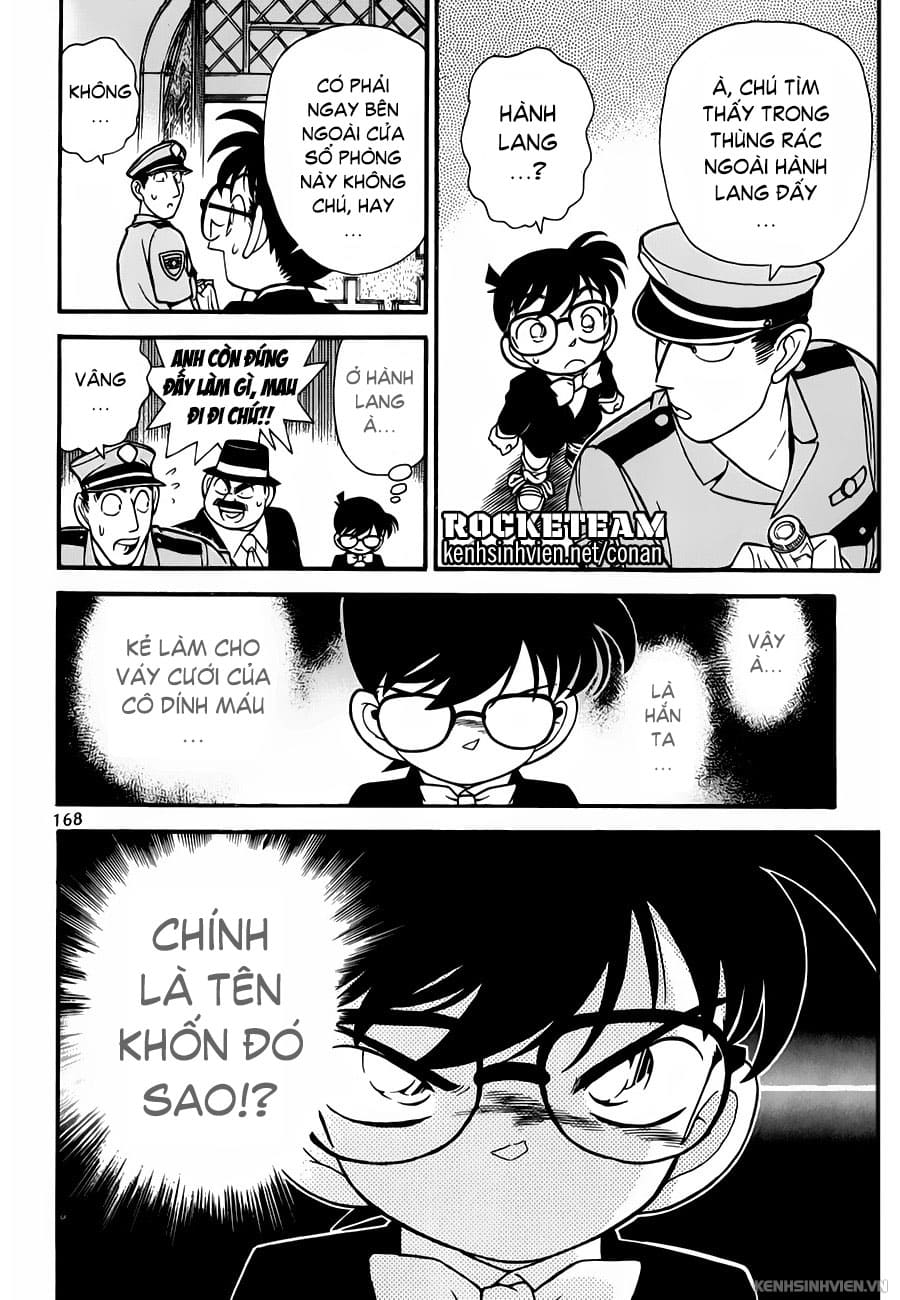 À, CHÚ TÌM
THẤY TRONG
THÙNG RÁC
NGOÀI HÀNH
LANG ĐẤY
...
HÀNH
LANG
...?
CÓ PHẢI
NGAY BÊN
NGOÀI CỬA
SỔ PHÒNG
NÀY KHÔNG
CHÚ, HAY
...
KHÔNG
...
Ở HÀNH
LANG
À...
ANH CÒN ĐỨNG
ĐẤY LÀM GÌ, MAU
ĐI ĐI CHỨ!!
VÂNG
...
ROCKETEAM
kenhsinhvien.net/conan
VẬY
À...
LÀ
HẮN
TA
...
KẺ LÀM CHO
VÁY CƯỚI CỦA
CÔ DÍNH MÁU
...
168
CHÍNH
LÀ TÊN
KHỐN ĐÓ
SAO!?
KENHSINHVIEN.VN